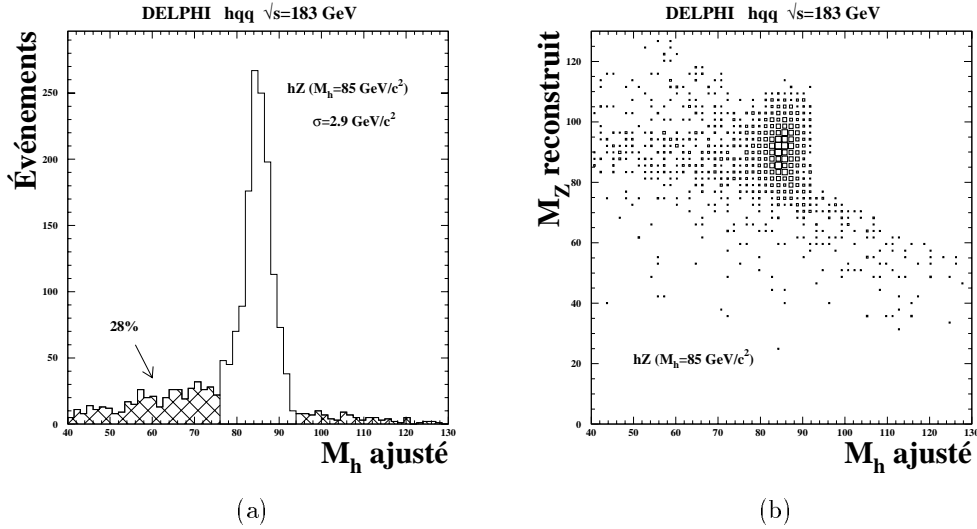 DELPHI hqq √s=183 GeV
Événements
hZ (M_h=85 GeV/c²)
σ=2.9 GeV/c²
28%
250
200
150
100
50
0
40 50 60 70 80 90 100 110 120 130
M_h ajusté
(a)
DELPHI hqq √s=183 GeV
M_Z reconstruit
120
100
80
60
40
20
0
hZ (M_h=85 GeV/c²)
40 50 60 70 80 90 100 110 120 130
M_h ajusté
(b)